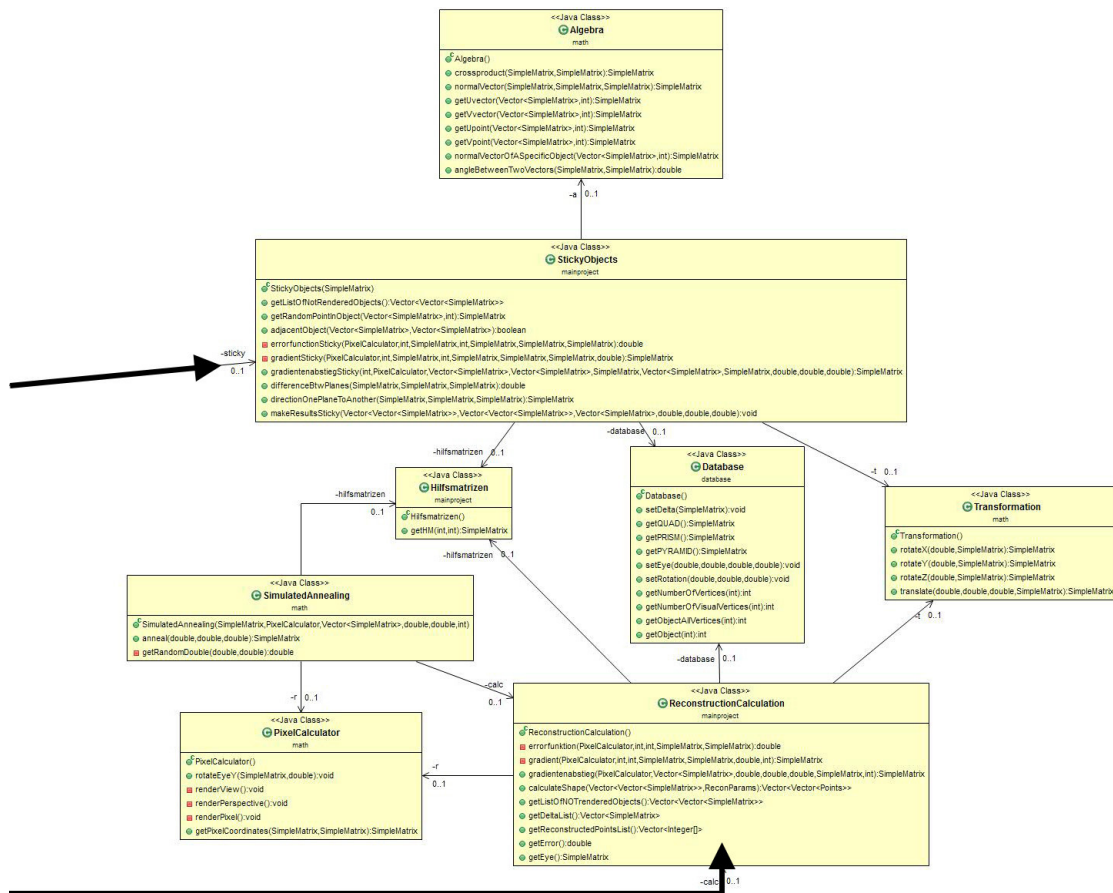 <<Java Class>>
Algebra
math
Algebra()
crossproduct(SimpleMatrix,SimpleMatrix):SimpleMatrix
normalVector(SimpleMatrix,SimpleMatrix,SimpleMatrix):SimpleMatrix
getUvector(Vector<SimpleMatrix>,int):SimpleMatrix
getVvector(Vector<SimpleMatrix>,int):SimpleMatrix
getUpoint(Vector<SimpleMatrix>,int):SimpleMatrix
getVpoint(Vector<SimpleMatrix>,int):SimpleMatrix
normalVectorOfASpecificObject(Vector<SimpleMatrix>,int):SimpleMatrix
angleBetweenTwoVectors(SimpleMatrix,SimpleMatrix):double
-a 0..1
<<Java Class>>
StickyObjects
mainproject
StickyObjects(SimpleMatrix)
getListOfNotRenderedObjects():Vector<Vector<SimpleMatrix>>
getRandomPointInObject(Vector<SimpleMatrix>,int):SimpleMatrix
adjacentObject(Vector<SimpleMatrix>,Vector<SimpleMatrix>):boolean
errorfunctionSticky(PixelCalculator,int,SimpleMatrix,int,SimpleMatrix,SimpleMatrix,SimpleMatrix):double
gradientSticky(PixelCalculator,int,SimpleMatrix,int,SimpleMatrix,SimpleMatrix,SimpleMatrix,double):SimpleMatrix
gradientenabstiegSticky(int,PixelCalculator,Vector<SimpleMatrix>,Vector<SimpleMatrix>,SimpleMatrix,Vector<SimpleMatrix>,SimpleMatrix,double,double,double):SimpleMatrix
differenceBtwPlanes(SimpleMatrix,SimpleMatrix,SimpleMatrix):double
directionOnePlaneToAnother(SimpleMatrix,SimpleMatrix,SimpleMatrix):SimpleMatrix
makeResultsSticky(Vector<Vector<SimpleMatrix>>,Vector<Vector<SimpleMatrix>>,Vector<SimpleMatrix>,double,double,double):void
-sticky
0..1
-hilfsmatrizen 0..1
-database 0..1
-t 0..1
<<Java Class>>
Hilfsmatrizen
mainproject
Hilfsmatrizen()
getHM(int,int):SimpleMatrix
-hilfsmatrizen
0..1
-hilfsmatrizen 0..1
<<Java Class>>
Database
database
Database()
setDelta(SimpleMatrix):void
getQUAD():SimpleMatrix
getPRISM():SimpleMatrix
getPYRAMID():SimpleMatrix
setEye(double,double,double,double):void
setRotation(double,double,double):void
getNumberOfVertices(int):int
getNumberOfVisualVertices(int):int
getObjectAllVertices(int):int
getObject(int):int
-database 0..1
<<Java Class>>
Transformation
math
Transformation()
rotateX(double,SimpleMatrix):SimpleMatrix
rotateY(double,SimpleMatrix):SimpleMatrix
rotateZ(double,SimpleMatrix):SimpleMatrix
translate(double,double,double,SimpleMatrix):SimpleMatrix
-t 0..1
<<Java Class>>
SimulatedAnnealing
math
SimulatedAnnealing(SimpleMatrix,PixelCalculator,Vector<SimpleMatrix>,double,double,int)
anneal(double,double,double):SimpleMatrix
getRandomDouble(double,double):double
-r 0..1
-calc
0..1
<<Java Class>>
PixelCalculator
math
PixelCalculator()
rotateEyeY(SimpleMatrix,double):void
renderView():void
renderPerspective():void
renderPixel():void
getPixelCoordinates(SimpleMatrix,SimpleMatrix):SimpleMatrix
-r
0..1
<<Java Class>>
ReconstructionCalculation
mainproject
ReconstructionCalculation()
errorfunktion(PixelCalculator,int,int,SimpleMatrix,SimpleMatrix):double
gradient(PixelCalculator,int,int,SimpleMatrix,SimpleMatrix,double,int):SimpleMatrix
gradientenabstieg(PixelCalculator,Vector<SimpleMatrix>,double,double,double,SimpleMatrix,int):SimpleMatrix
calculateShape(Vector<Vector<SimpleMatrix>>,ReconParams):Vector<Vector<Points>>
getListOfNOTrenderedObjects():Vector<Vector<SimpleMatrix>>
getDeltaList():Vector<SimpleMatrix>
getReconstructedPointsList():Vector<Integer[]>
getError():double
getEye():SimpleMatrix
-calc 0..1